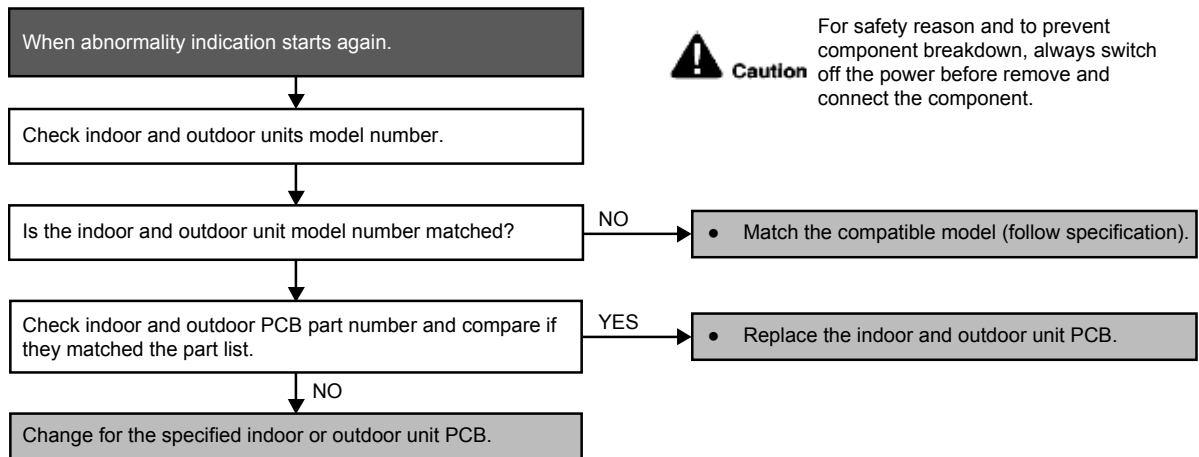 When abnormality indication starts again.
Caution
For safety reason and to prevent
component breakdown, always switch
off the power before remove and
connect the component.
Check indoor and outdoor units model number.
Is the indoor and outdoor unit model number matched?
NO
● Match the compatible model (follow specification).
Check indoor and outdoor PCB part number and compare if
they matched the part list.
YES
● Replace the indoor and outdoor unit PCB.
NO
Change for the specified indoor or outdoor unit PCB.